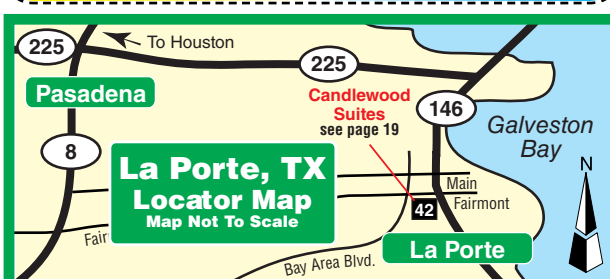 225
To Houston
225
Pasadena
Candlewood
Suites
see page 19
146
Galveston
Bay
8
La Porte, TX
Locator Map
Map Not To Scale
N
Main
Fairmont
42
Bay Area Blvd.
La Porte